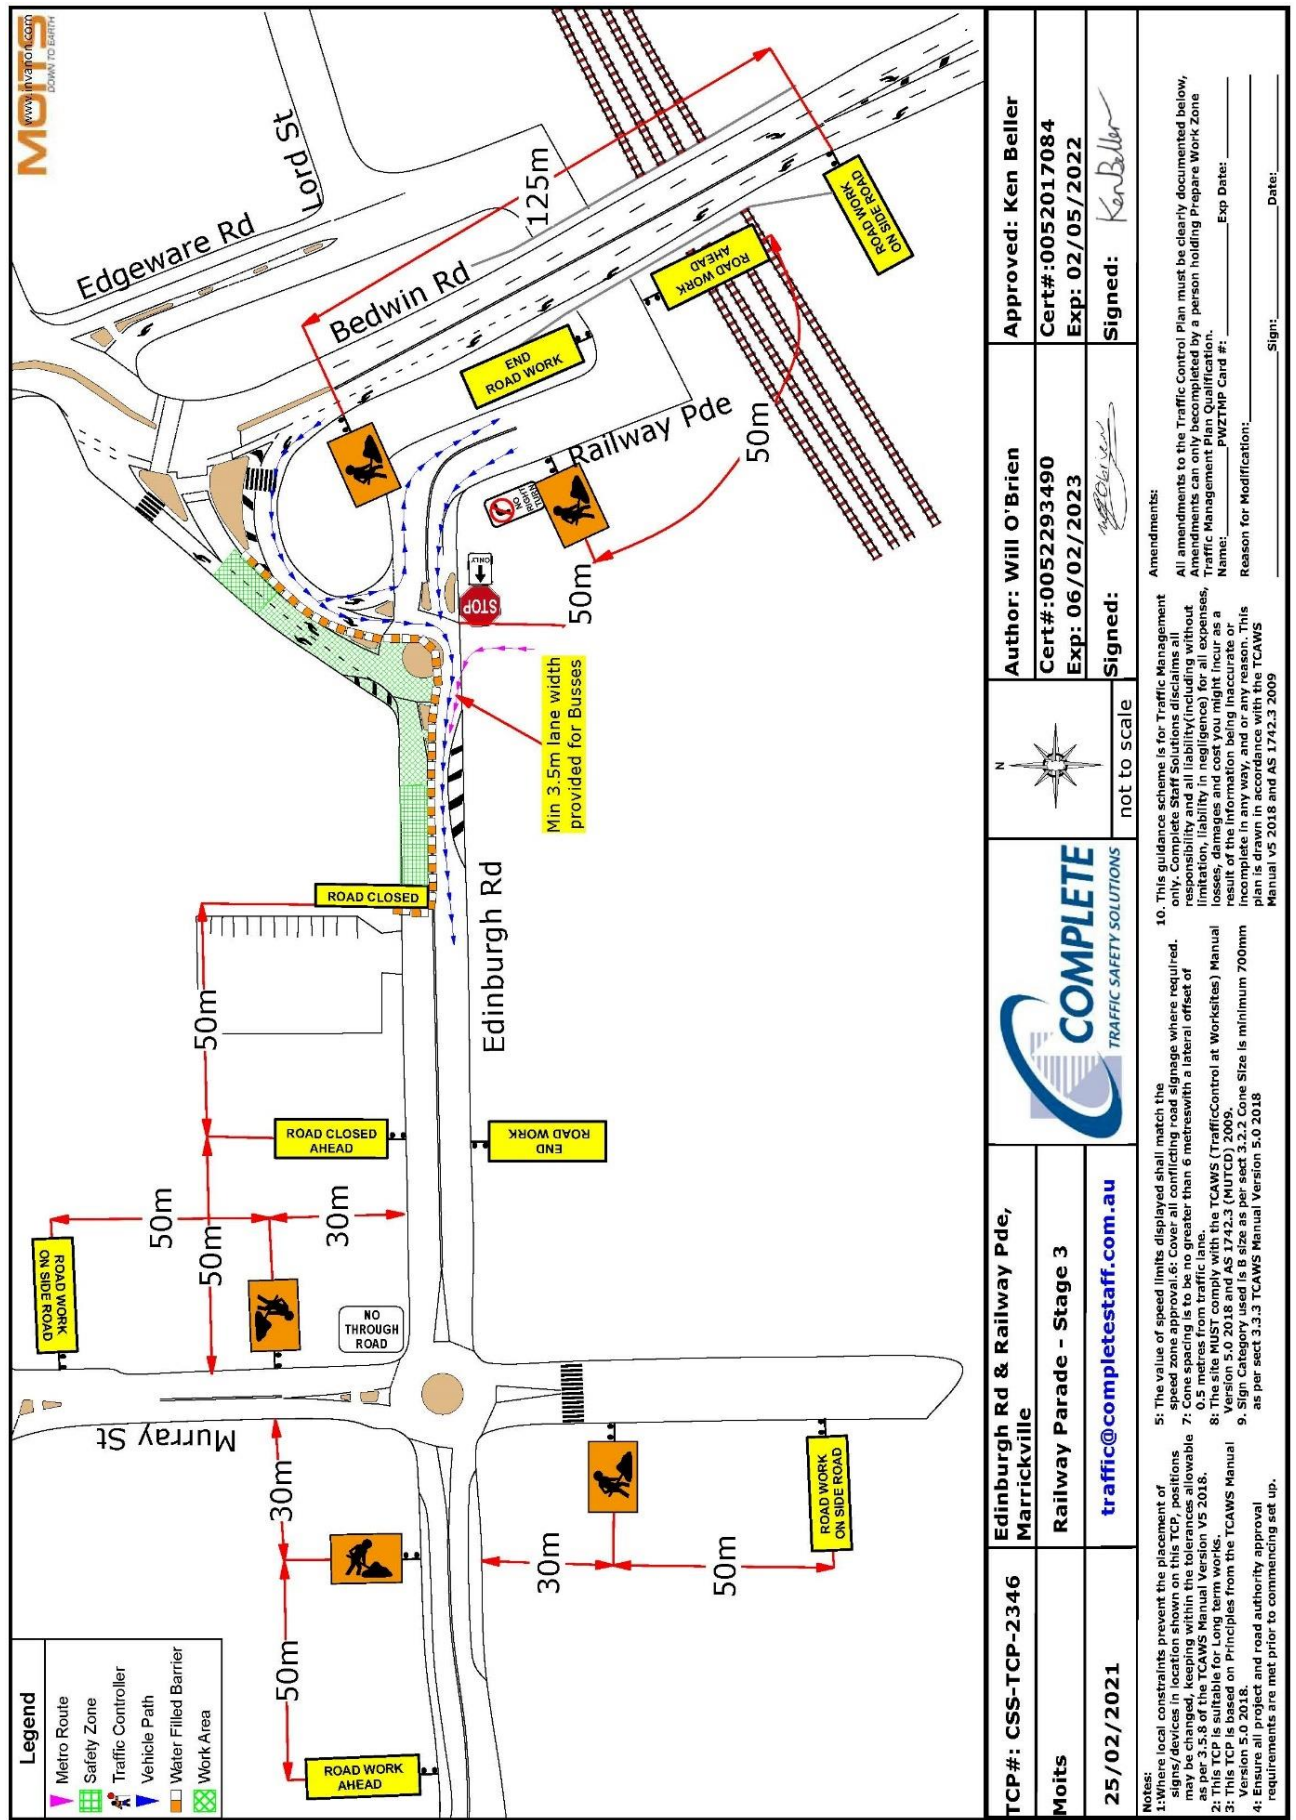 MOITS
www.invarion.com
DOWN TO EARTH
Legend
Metro Route
Safety Zone
Traffic Controller
Vehicle Path
Water Filled Barrier
Work Area
ROAD WORK
AHEAD
50m
30m
Murray St
ROAD WORK
ON SIDE ROAD
50m
30m
50m
NO
THROUGH
ROAD
30m
50m
ROAD WORK
ON SIDE ROAD
ROAD CLOSED
AHEAD
50m
ROAD CLOSED
END
ROAD WORK
Edinburgh Rd
Min 3.5m lane width
provided for Busses
STOP
ONLY
50m
NO
RIGHT
TURN
Railway Pde
50m
END
ROAD WORK
ROAD WORK
AHEAD
ROAD WORK
ON SIDE ROAD
Bedwin Rd
125m
Edgeware Rd
Lord St
TCP#: CSS-TCP-2346
Edinburgh Rd & Railway Pde,
Marrickville
Moits
Railway Parade - Stage 3
25/02/2021
traffic@completestaff.com.au
COMPLETE
TRAFFIC SAFETY SOLUTIONS
N
not to scale
Author: Will O'Brien
Cert#:0052293490
Exp: 06/02/2023
Signed:
Approved: Ken Beller
Cert#:0052017084
Exp: 02/05/2022
Signed: Ken Beller
Notes:
1:Where local constraints prevent the placement of
signs/devices in location shown on this TCP, positions
may be changed, keeping within the tolerances allowable
as per 3.5.8 of the TCAWS Manual Version V5 2018.
2: This TCP is suitable for Long term works.
3: This TCP is based on Principles from the TCAWS Manual
Version 5.0 2018.
4: Ensure all project and road authority approval
requirements are met prior to commencing set up.
5: The value of speed limits displayed shall match the
speed zone approval.6: Cover all conflicting road signage where required.
7: Cone spacing is to be no greater than 6 metreswith a lateral offset of
0.5 metres from traffic lane.
8: The site MUST comply with the TCAWS (TrafficControl at Worksites) Manual
Version 5.0 2018 and AS 1742.3 (MUTCD) 2009.
9. Sign Category used is B size as per sect 3.2.2 Cone Size is minimum 700mm
as per sect 3.3.3 TCAWS Manual Version 5.0 2018
10. This guidance scheme is for Traffic Management
only. Complete Staff Solutions disclaims all
responsibility and all liability(including without
limitation, liability in negligence) for all expenses,
losses, damages and cost you might incur as a
result of the information being inaccurate or
incomplete in any way, and or any reason. This
plan is drawn in accordance with the TCAWS
Manual v5 2018 and AS 1742.3 2009
Amendments:
All amendments to the Traffic Control Plan must be clearly documented below,
Amendments can only becompleted by a person holding Prepare Work Zone
Traffic Management Plan Qualification.
Name: PWZTMP Card #: Exp Date:
Reason for Modification:
Sign: Date: